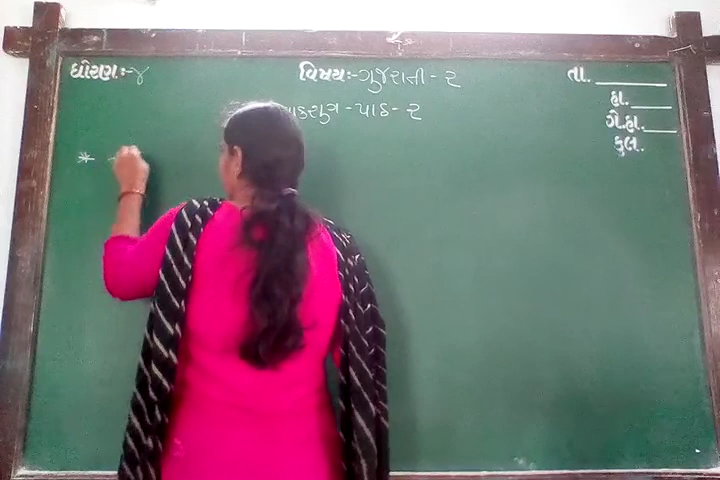 ધોરણ:-૪ વિષય:-ગુજરાતી-૨ તા.
પાઠ-૨ હા.
ગે.હા.
કુલ.
*